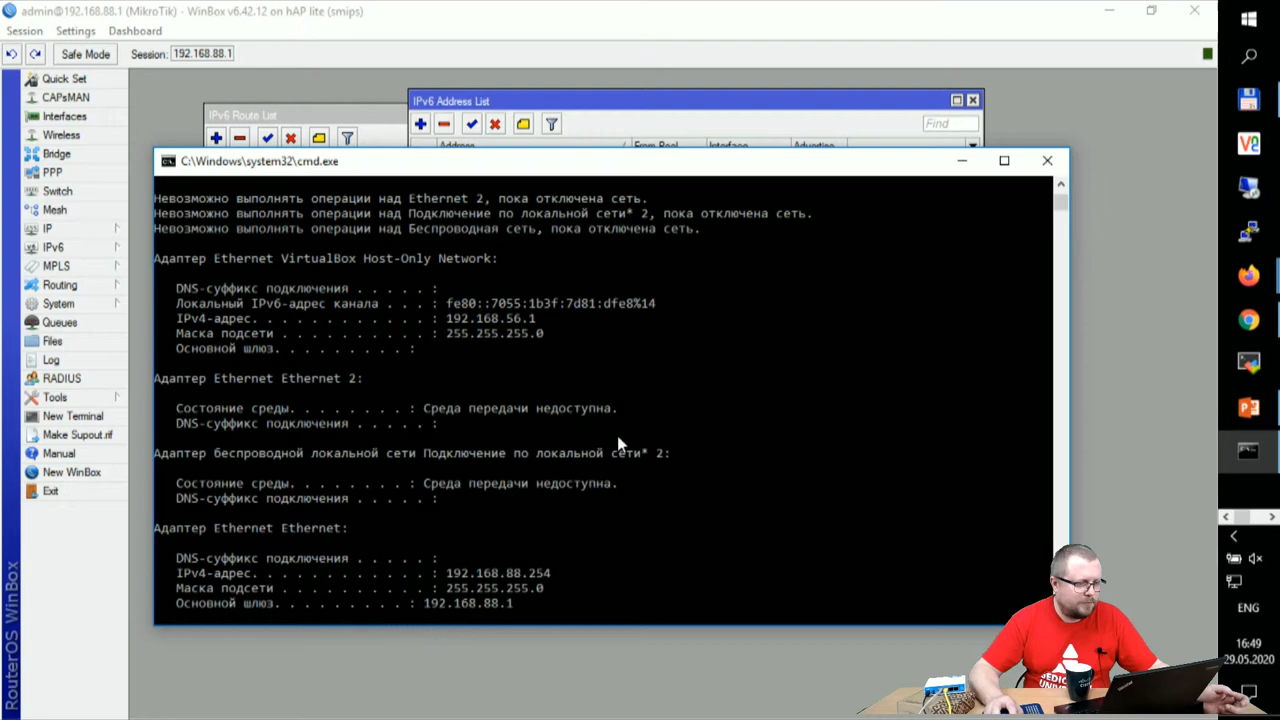 admin@192.168.88.1 (MikroTik) - WinBox v6.42.12 on hAP lite (smips)
Session Settings Dashboard
Safe Mode Session: 192.168.88.1
Quick Set
CAPsMAN
Interfaces
Wireless
Bridge
PPP
Switch
Mesh
IP
IPv6
MPLS
Routing
System
Queues
Files
Log
RADIUS
Tools
New Terminal
Make Supout.rif
Manual
New WinBox
Exit
RouterOS WinBox
IPv6 Route List
IPv6 Address List
Find
Address From Pool Interface Advertise
C:\Windows\system32\cmd.exe
Невозможно выполнять операции над Ethernet 2, пока отключена сеть.
Невозможно выполнять операции над Подключение по локальной сети* 2, пока отключена сеть.
Невозможно выполнять операции над Беспроводная сеть, пока отключена сеть.
Адаптер Ethernet VirtualBox Host-Only Network:
DNS-суффикс подключения . . . . . :
Локальный IPv6-адрес канала . . . : fe80::7055:1b3f:7d81:dfe8%14
IPv4-адрес. . . . . . . . . . . . : 192.168.56.1
Маска подсети . . . . . . . . . . : 255.255.255.0
Основной шлюз. . . . . . . . . :
Адаптер Ethernet Ethernet 2:
Состояние среды. . . . . . . . : Среда передачи недоступна.
DNS-суффикс подключения . . . . . :
Адаптер беспроводной локальной сети Подключение по локальной сети* 2:
Состояние среды. . . . . . . . : Среда передачи недоступна.
DNS-суффикс подключения . . . . . :
Адаптер Ethernet Ethernet:
DNS-суффикс подключения . . . . . :
IPv4-адрес. . . . . . . . . . . . : 192.168.88.254
Маска подсети . . . . . . . . . . : 255.255.255.0
Основной шлюз. . . . . . . . . : 192.168.88.1
ENG
16:49
29.05.2020